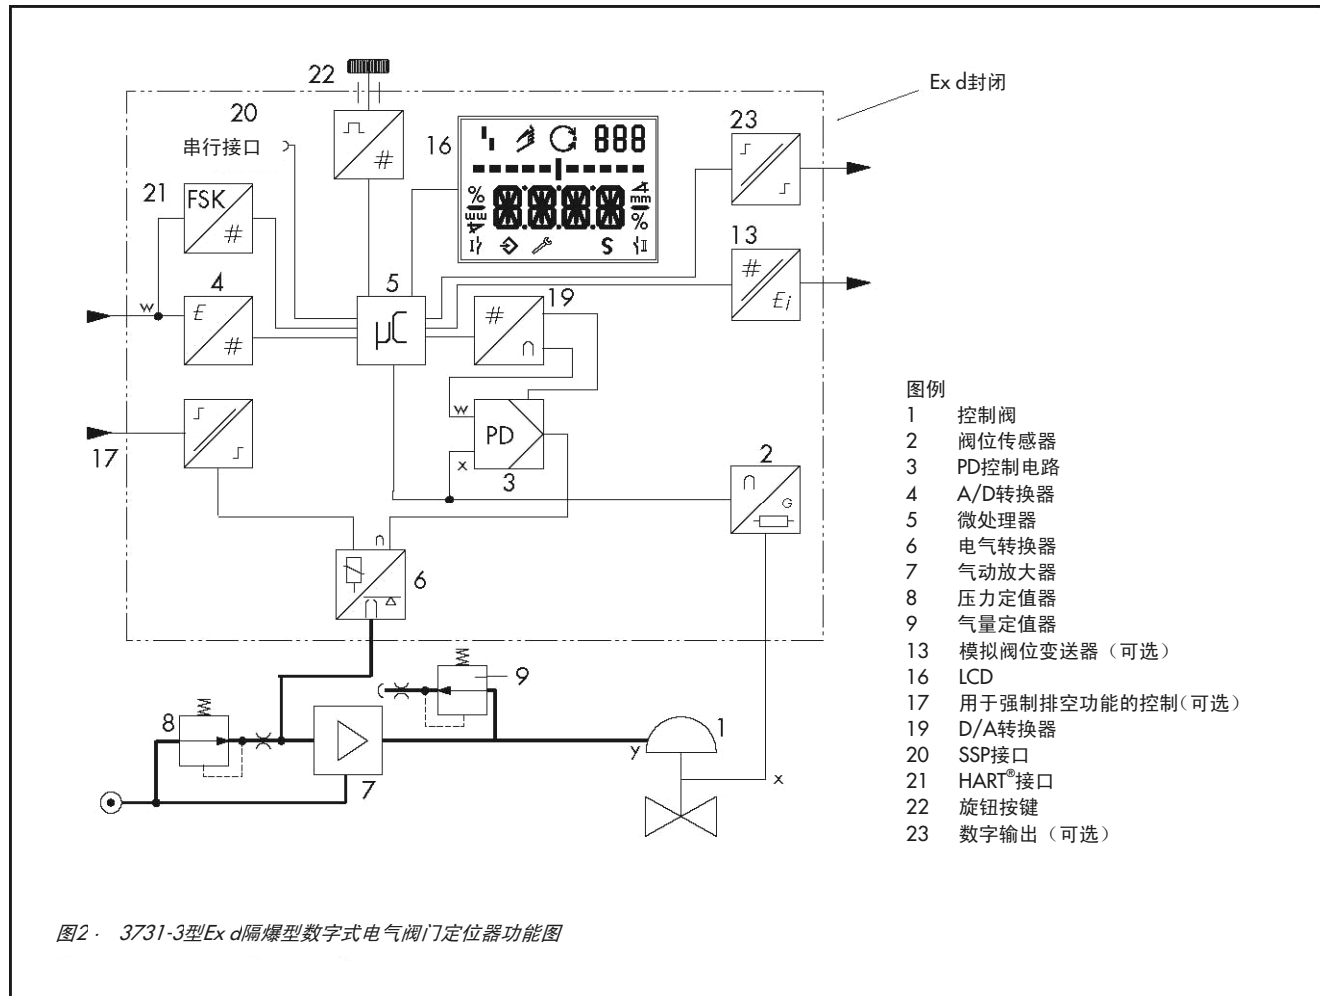 22
Ex d封闭
20
串行接口
#
16
888
23
%
mm
%
S
21
FSK
#
13
#
Ei
4
5
19
w
E
#
µC
#
w
PD
x
3
17
2
G
6
9
8
7
y
1
x
图例
1 控制阀
2 阀位传感器
3 PD控制电路
4 A/D转换器
5 微处理器
6 电气转换器
7 气动放大器
8 压力定值器
9 气量定值器
13 模拟阀位变送器（可选）
16 LCD
17 用于强制排空功能的控制(可选)
19 D/A转换器
20 SSP接口
21 HART®接口
22 旋钮按键
23 数字输出（可选）
图2 · 3731-3型Ex d隔爆型数字式电气阀门定位器功能图